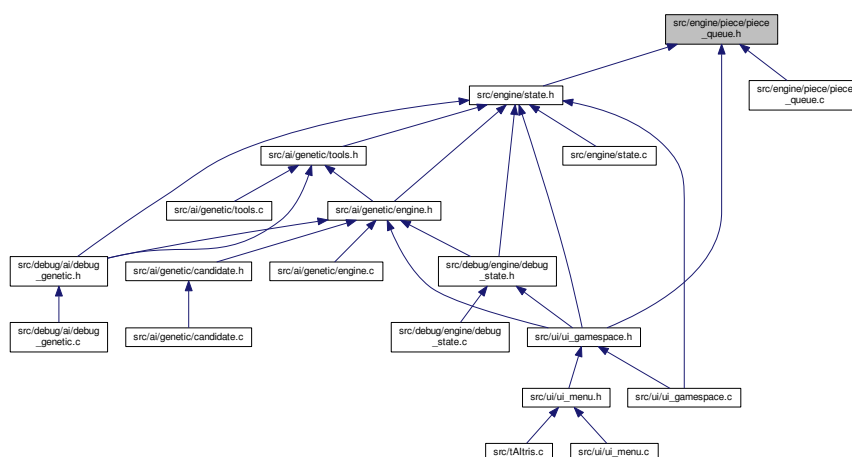 src/engine/piece/piece
_queue.h
src/engine/state.h
src/engine/piece/piece
_queue.c
src/ai/genetic/tools.h
src/engine/state.c
src/ai/genetic/tools.c
src/ai/genetic/engine.h
src/debug/ai/debug
_genetic.h
src/ai/genetic/candidate.h
src/ai/genetic/engine.c
src/debug/engine/debug
_state.h
src/debug/ai/debug
_genetic.c
src/ai/genetic/candidate.c
src/debug/engine/debug
_state.c
src/ui/ui_gamespace.h
src/ui/ui_menu.h
src/ui/ui_gamespace.c
src/tAItris.c
src/ui/ui_menu.c